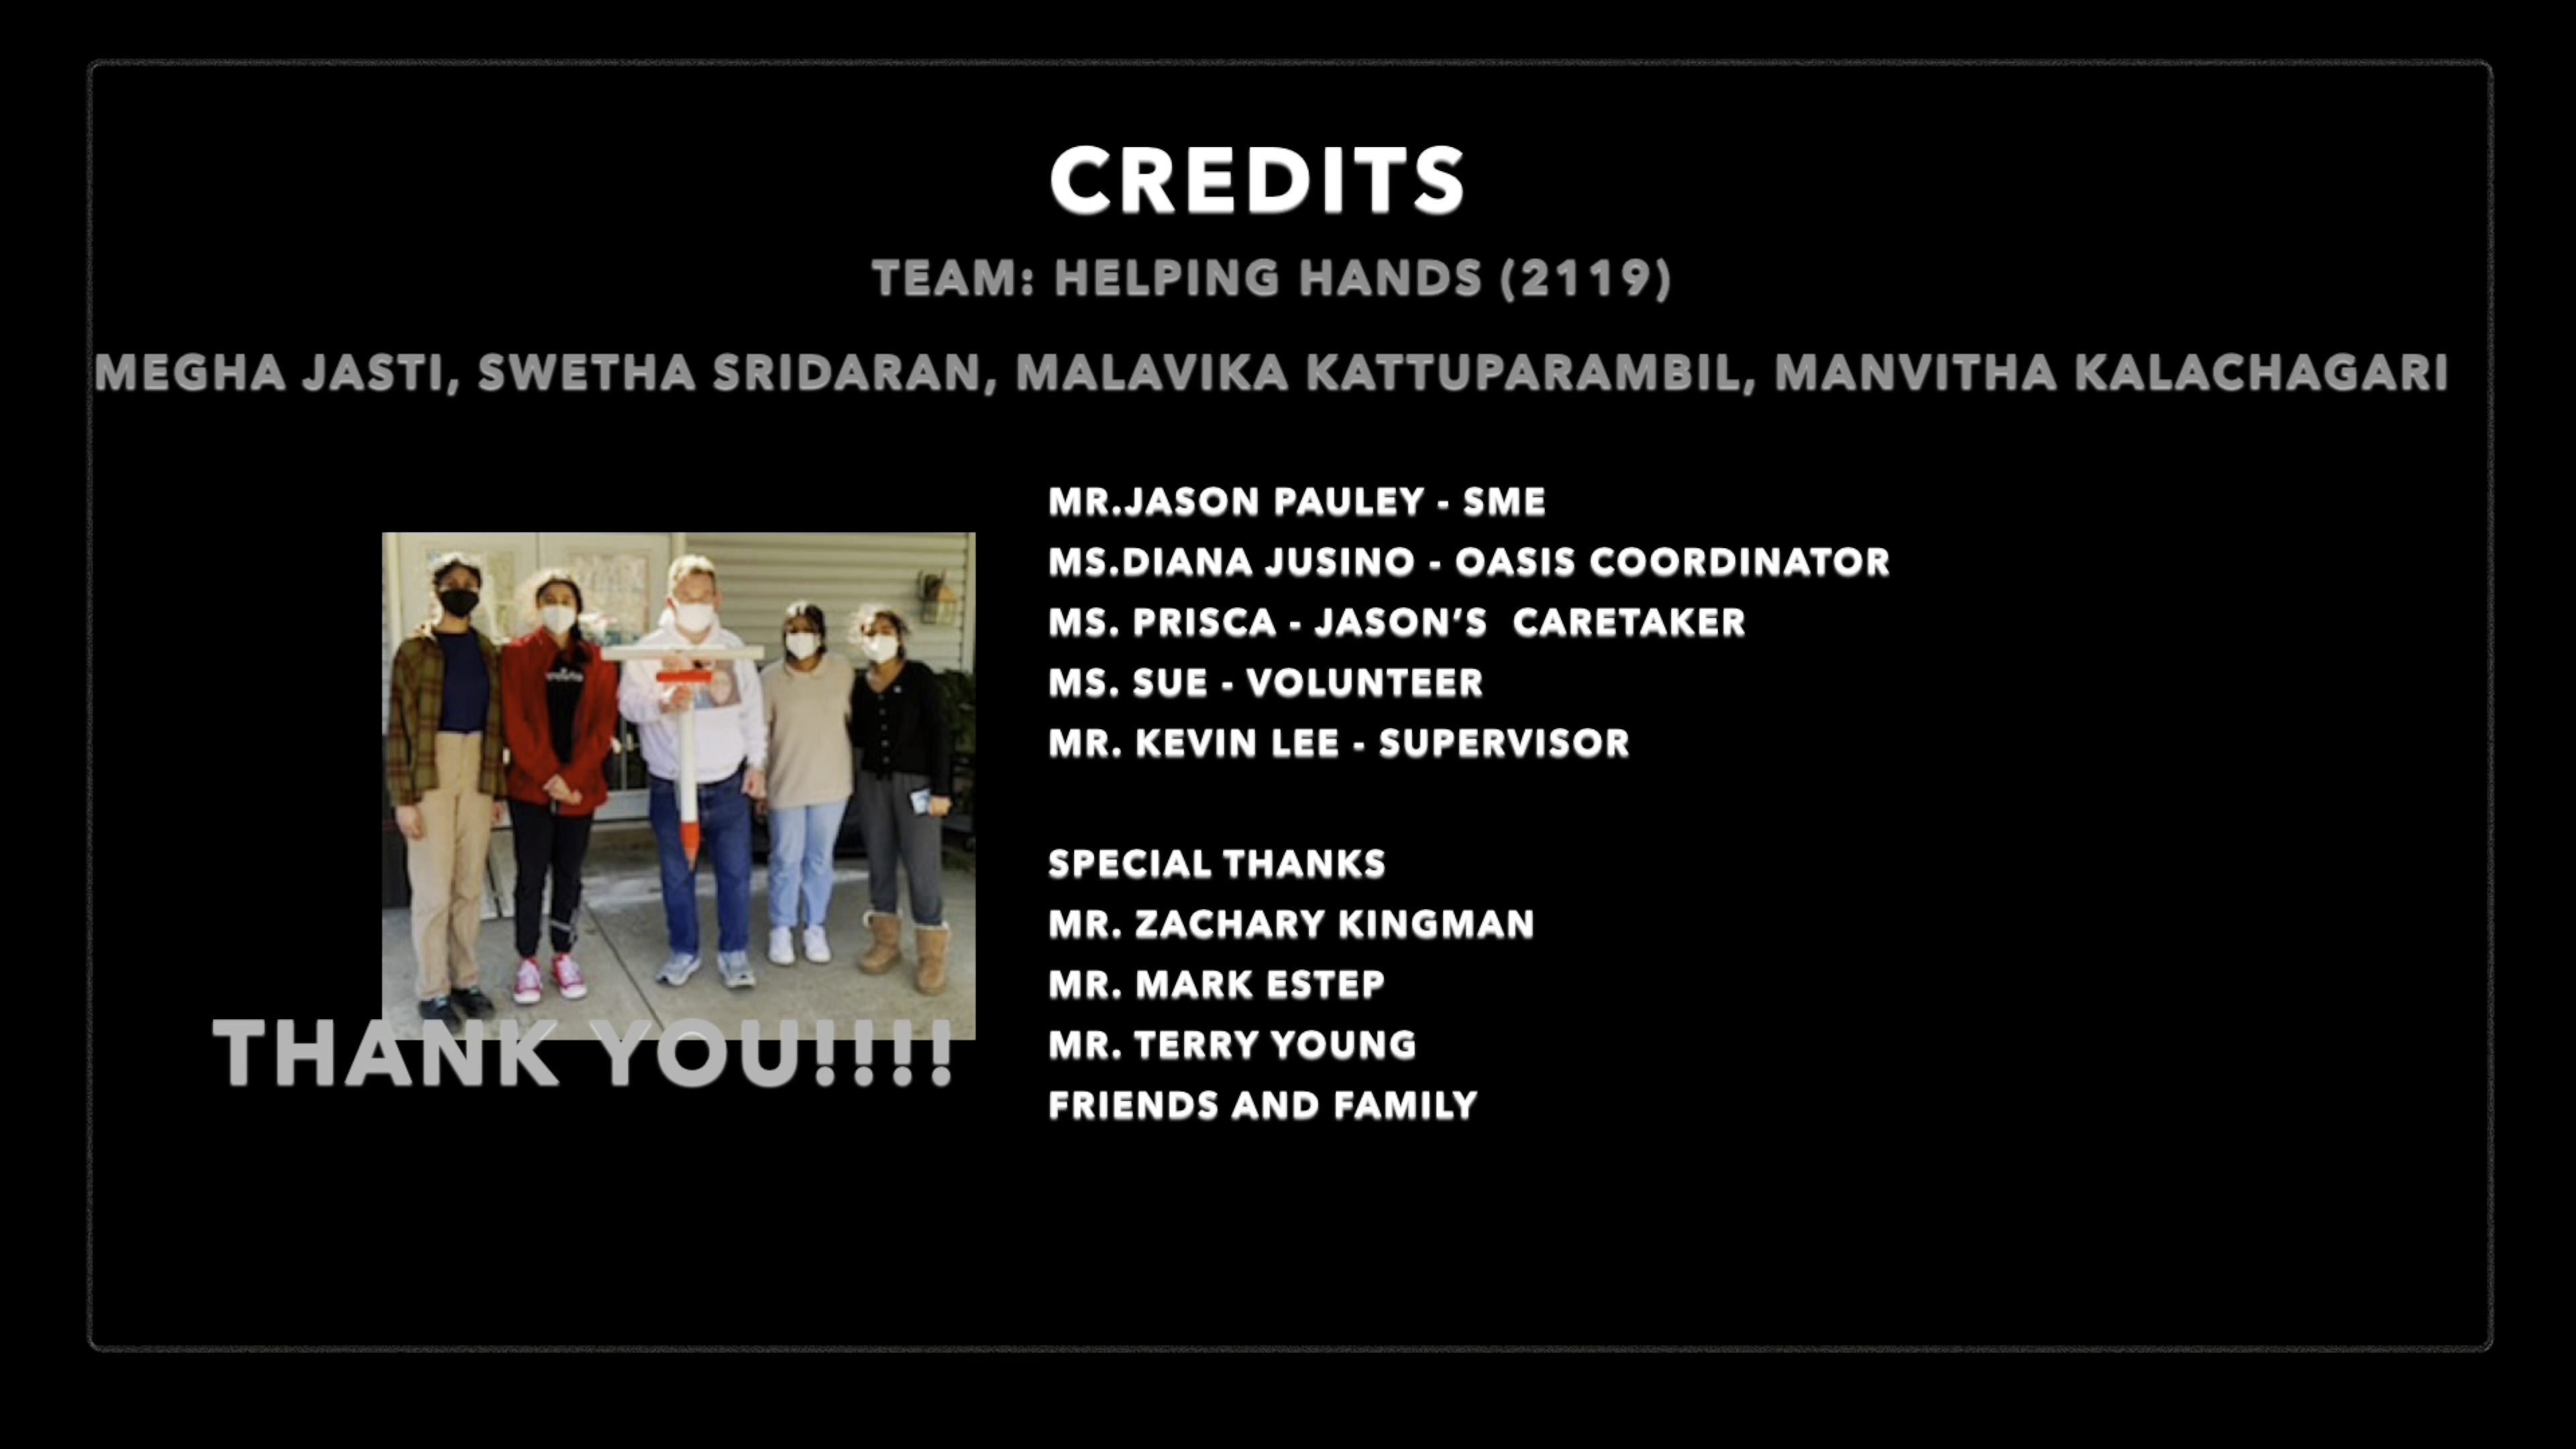 CREDITS
TEAM: HELPING HANDS (2119)
MEGHA JASTI, SWETHA SRIDARAN, MALAVIKA KATTUPARAMBIL, MANVITHA KALACHAGARI
MR.JASON PAULEY - SME
MS.DIANA JUSINO - OASIS COORDINATOR
MS. PRISCA - JASON’S  CARETAKER
MS. SUE - VOLUNTEER
MR. KEVIN LEE - SUPERVISOR
SPECIAL THANKS
MR. ZACHARY KINGMAN
MR. MARK ESTEP
MR. TERRY YOUNG
FRIENDS AND FAMILY
THANK YOU!!!!